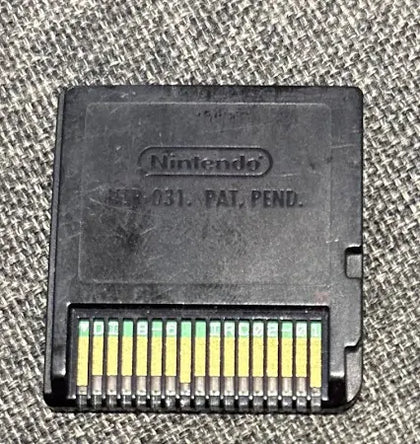 Nintendo
NTR-031. PAT. PEND.